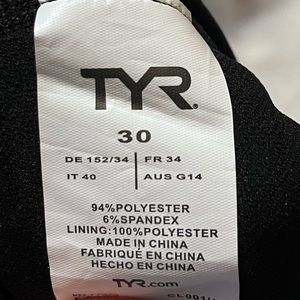 TYR.
30
DE 152/34 FR 34
IT 40 AUS G14
94%POLYESTER
6%SPANDEX
LINING:100%POLYESTER
MADE IN CHINA
FABRIQUÉ EN CHINA
HECHO EN CHINA
TYR.com